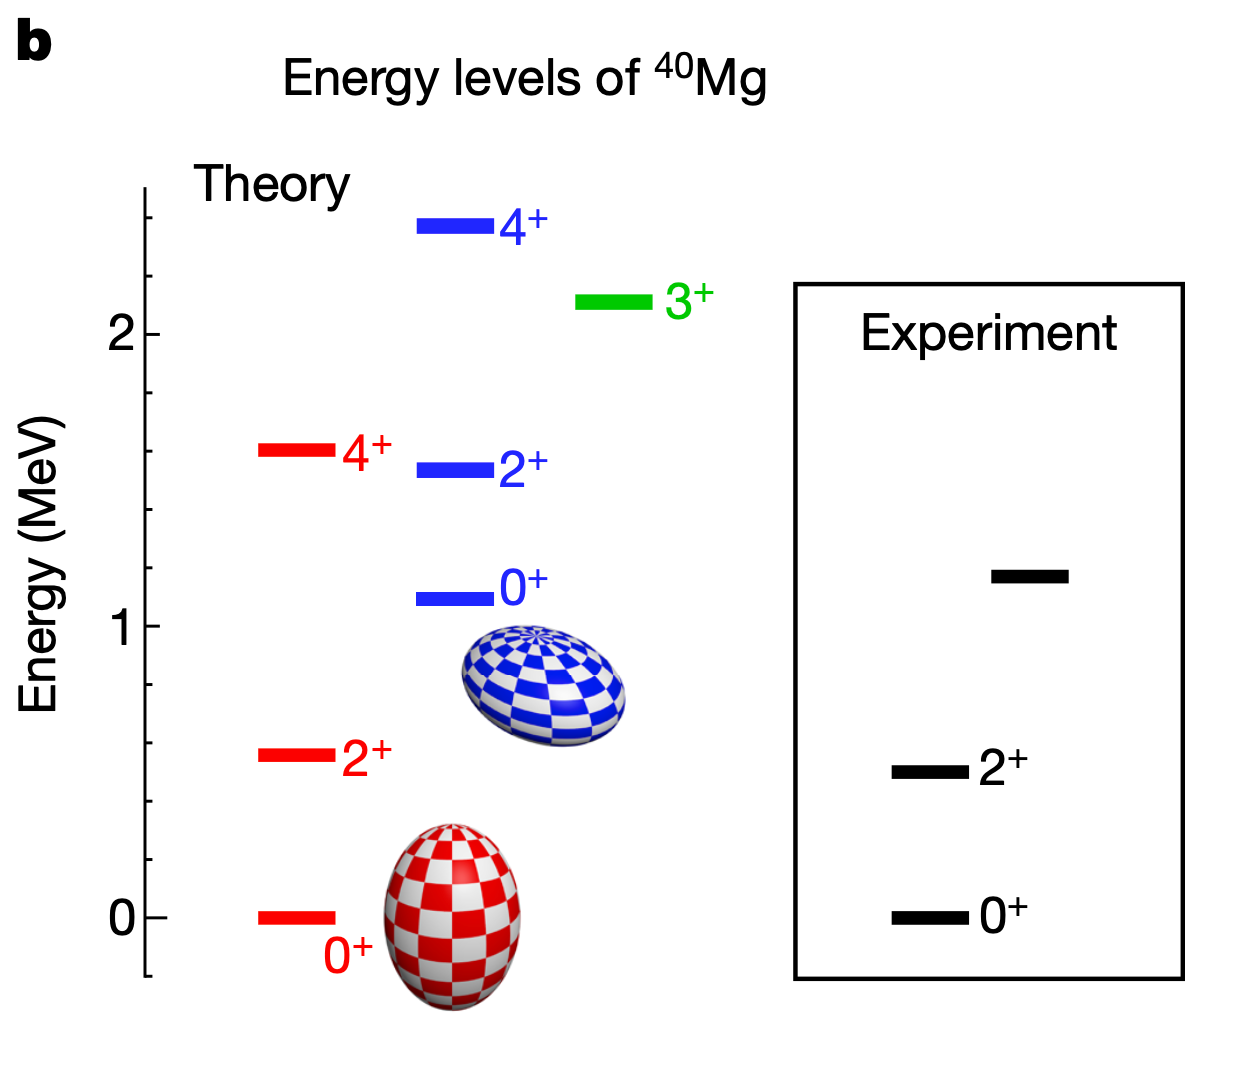 b
Energy levels of ⁴⁰Mg
Theory
4⁺
3⁺
2
Experiment
4⁺
2⁺
0⁺
1
2⁺
2⁺
0
0⁺
0⁺
Energy (MeV)